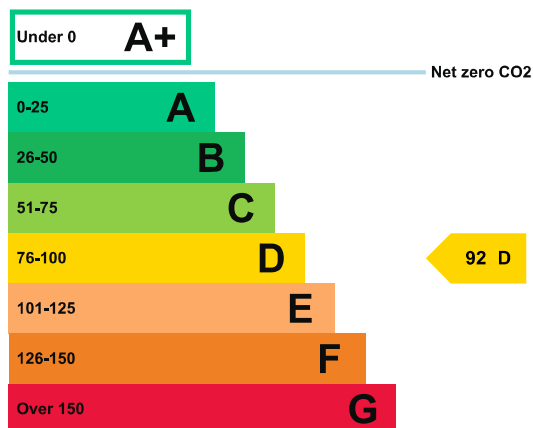 Under 0 A+
Net zero CO2
0-25 A
26-50 B
51-75 C
76-100 D
92 D
101-125 E
126-150 F
Over 150 G